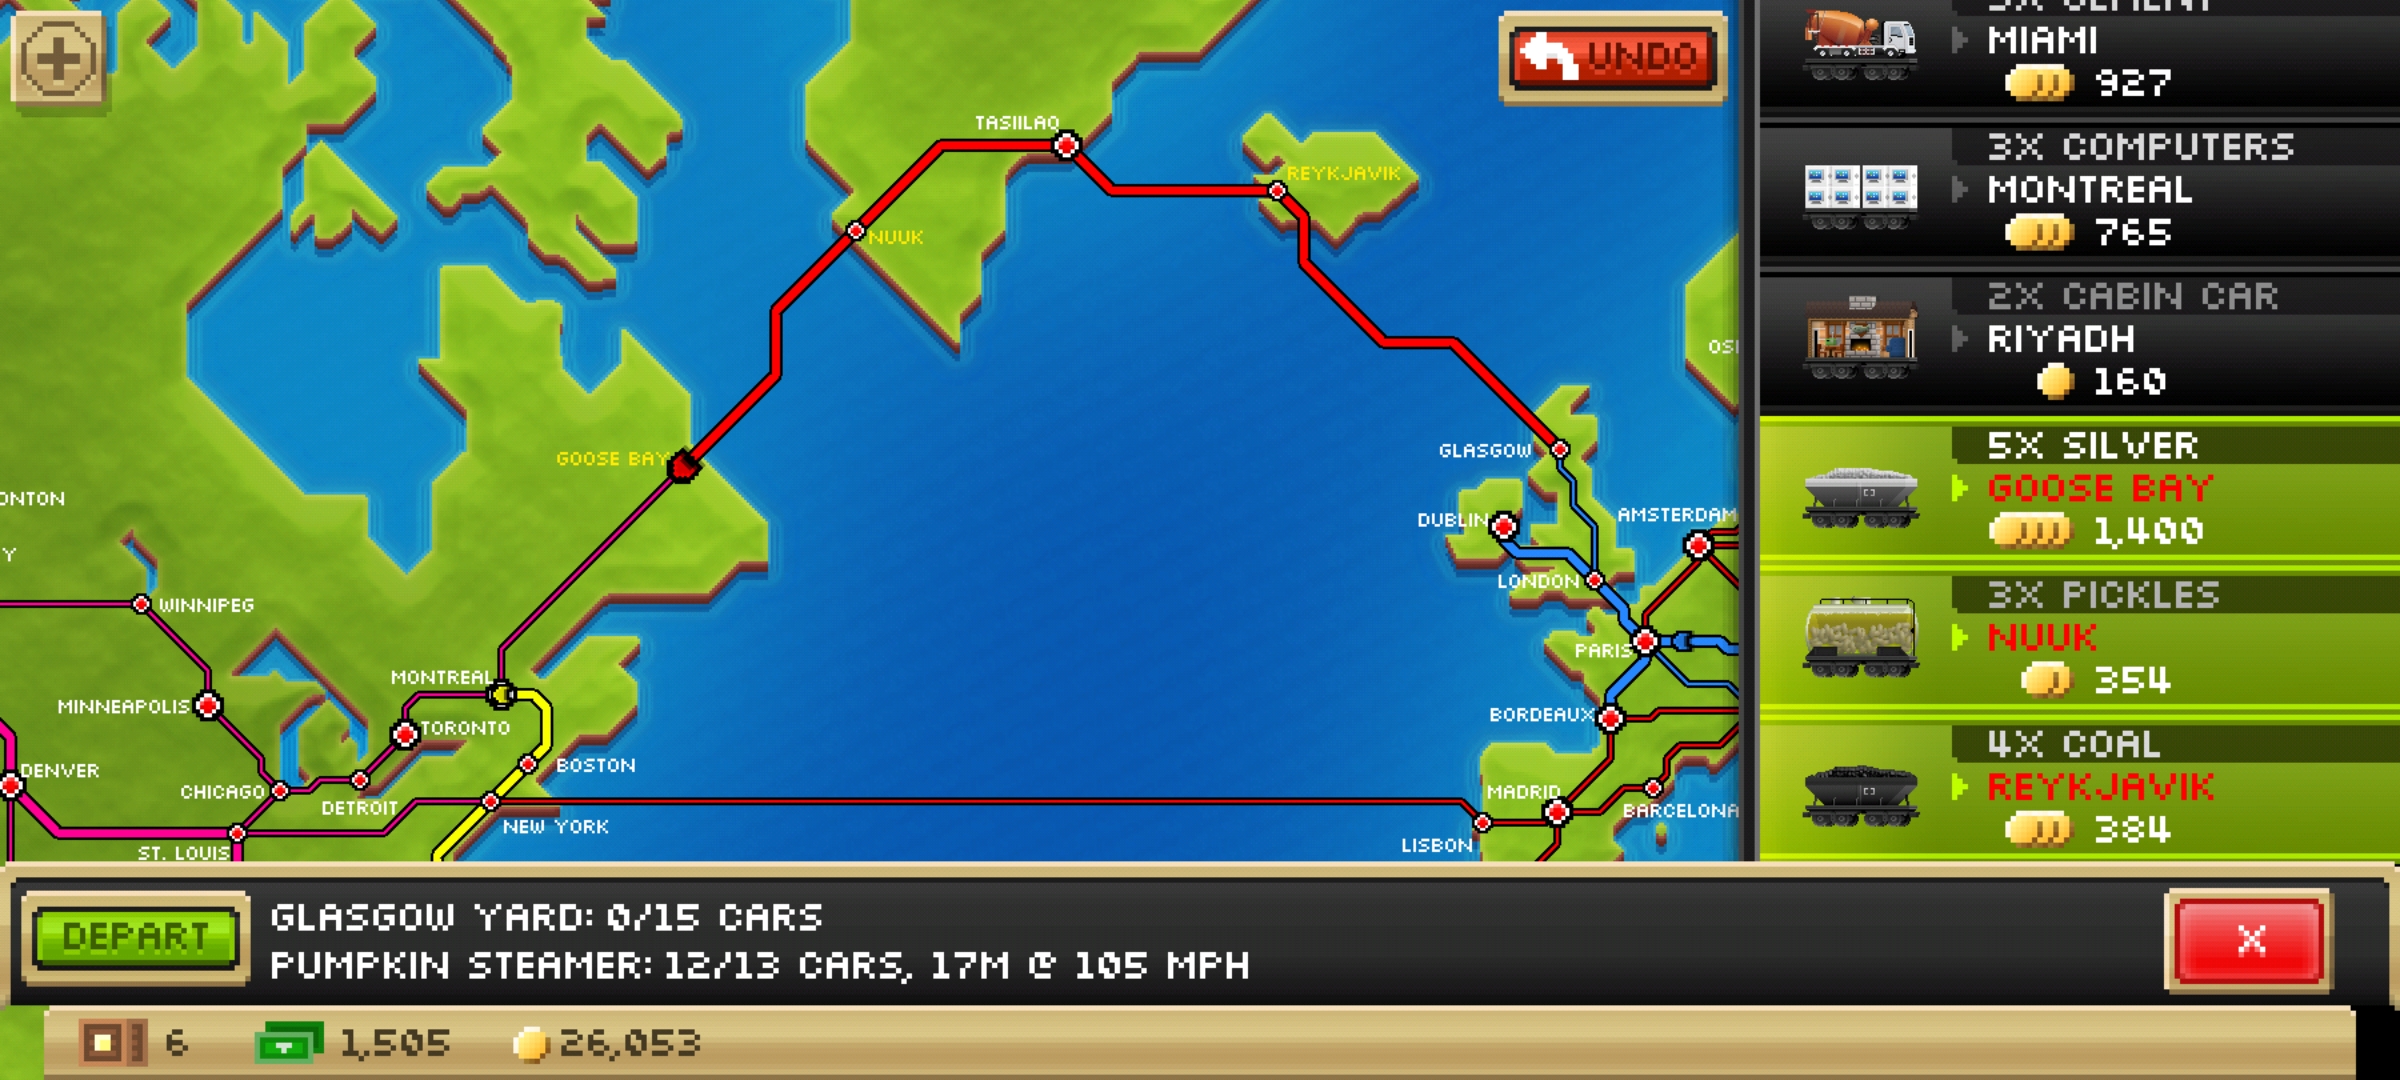 UNDO
TASIILAQ
REYKJAVIK
NUUK
GOOSE BAY
GLASGOW
DUBLIN
AMSTERDAM
LONDON
PARIS
WINNIPEG
MONTREAL
MINNEAPOLIS
TORONTO
BORDEAUX
DENVER
BOSTON
CHICAGO
DETROIT
MADRID
BARCELONA
NEW YORK
LISBON
ST. LOUIS
ONTON
Y
OS
MIAMI
927
3X COMPUTERS
MONTREAL
765
2X CABIN CAR
RIYADH
160
5X SILVER
GOOSE BAY
1,400
3X PICKLES
NUUK
354
4X COAL
REYKJAVIK
384
DEPART
GLASGOW YARD: 0/15 CARS
PUMPKIN STEAMER: 12/13 CARS, 17M @ 105 MPH
X
6
1,505
26,053